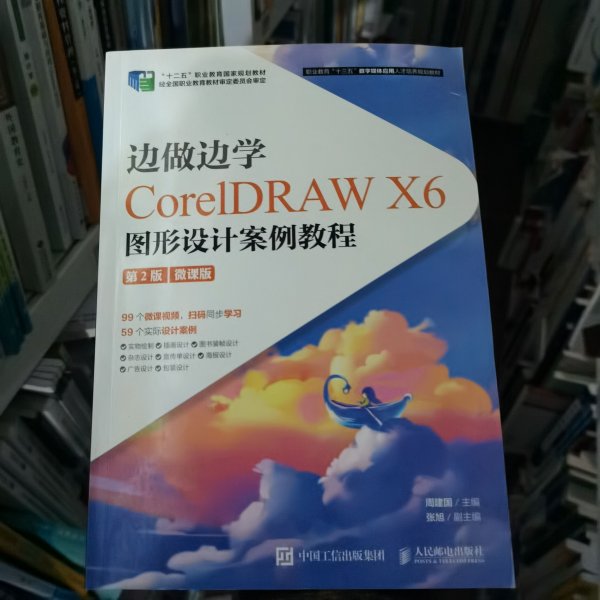 “十二五”职业教育国家规划教材
经全国职业教育教材审定委员会审定
职业教育“十三五”数字媒体应用人才培养规划教材
边做边学
CorelDRAW X6
图形设计案例教程
第2版 微课版
99个微课视频，扫码同步学习
59个实际设计案例
实物绘制 插画设计 图书装帧设计
杂志设计 宣传单设计 海报设计
广告设计 包装设计
周建国 / 主编
张旭 / 副主编
中国工信出版集团
人民邮电出版社
POSTS & TELECOM PRESS
外国教育史